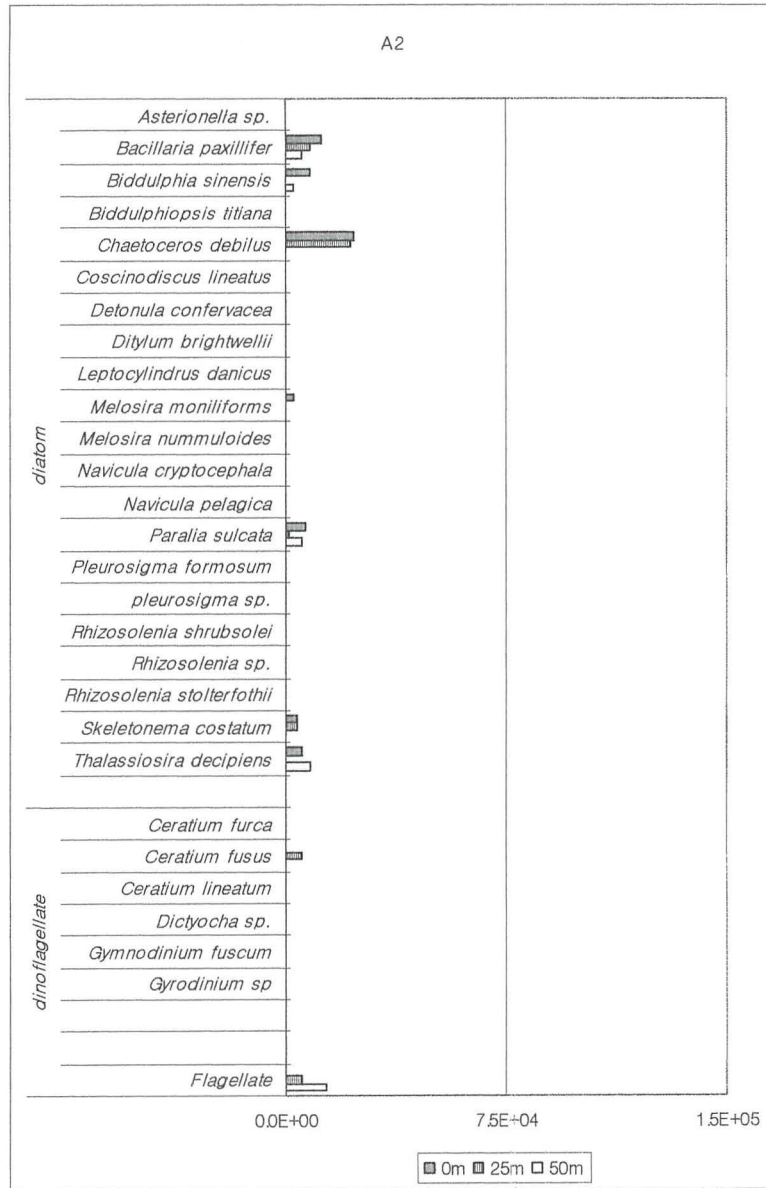 A2
Asterionella sp.
Bacillaria paxillifer
Biddulphia sinensis
Biddulphiopsis titiana
Chaetoceros debilus
Coscinodiscus lineatus
Detonula confervacea
Ditylum brightwellii
Leptocylindrus danicus
Melosira moniliforms
Melosira nummuloides
Navicula cryptocephala
Navicula pelagica
Paralia sulcata
Pleurosigma formosum
pleurosigma sp.
Rhizosolenia shrubsolei
Rhizosolenia sp.
Rhizosolenia stolterfothii
Skeletonema costatum
Thalassiosira decipiens
diatom
Ceratium furca
Ceratium fusus
Ceratium lineatum
Dictyocha sp.
Gymnodinium fuscum
Gyrodinium sp
dinoflagellate
Flagellate
0.0E+00 7.5E+04 1.5E+05
0m 25m 50m